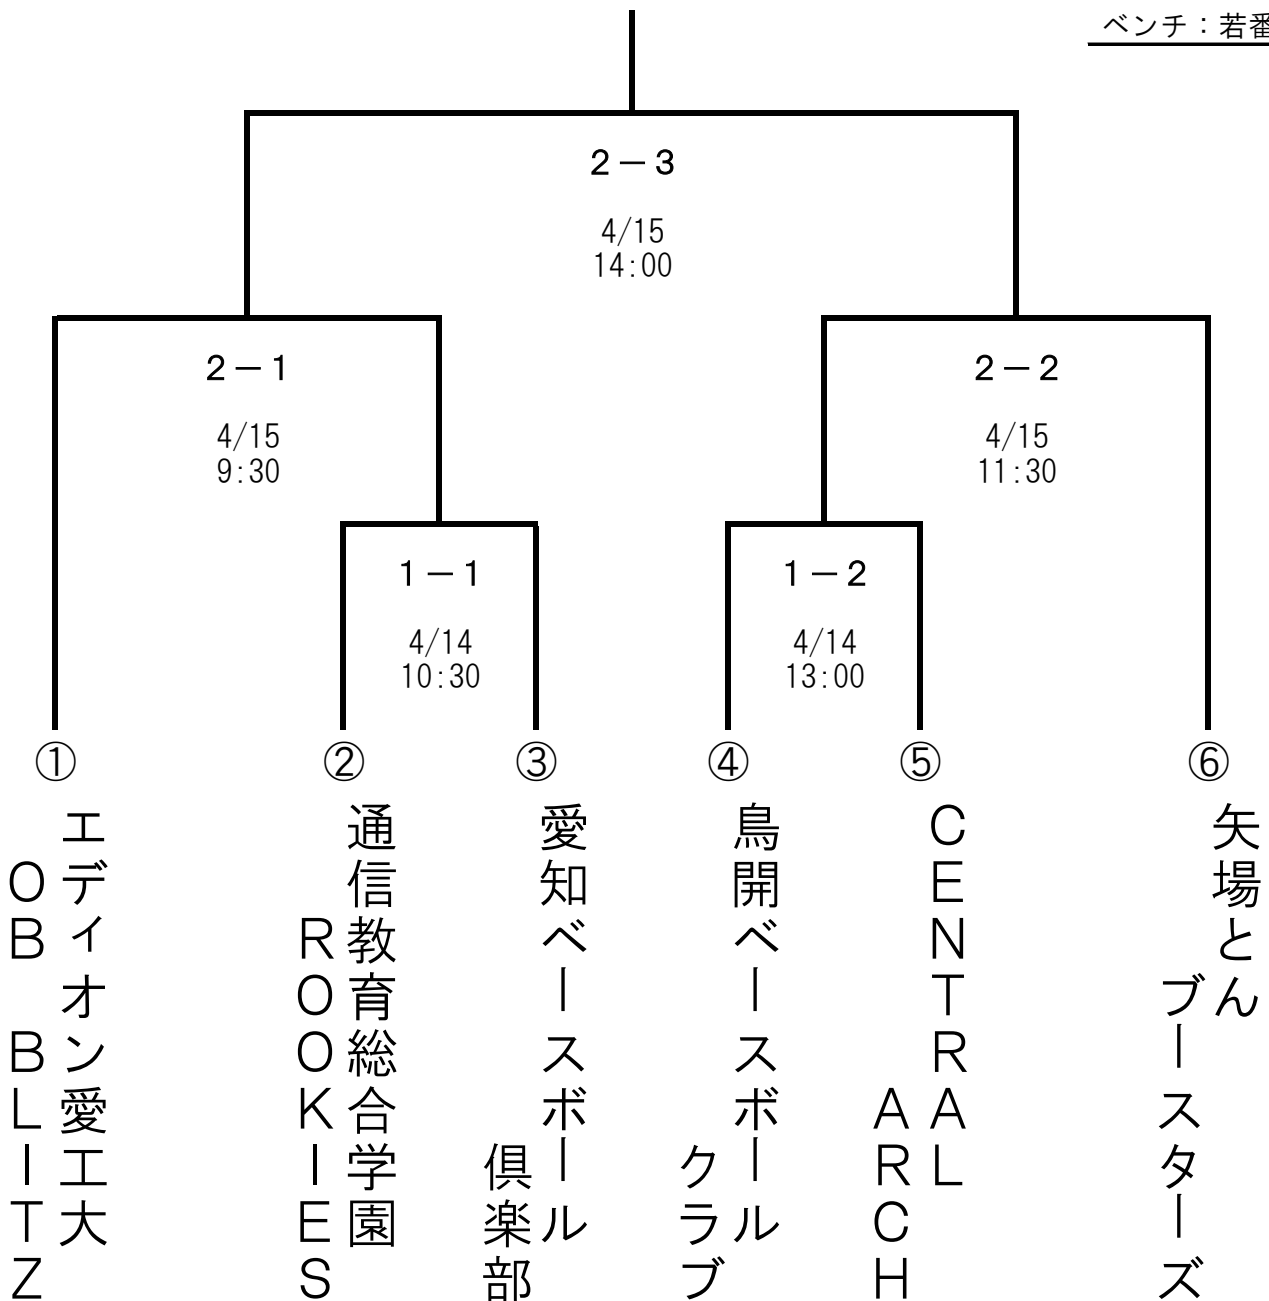 ベンチ：若番
２－３
4/15
14:00
２－１
4/15
9:30
２－２
4/15
11:30
１－１
4/14
10:30
１－２
4/14
13:00
①
②
③
④
⑤
⑥
エディオン愛工大
ＯＢ　ＢＬＩＴＺ
通信教育総合学園
ＲＯＯＫＩＥＳ
愛知ベースボール
倶楽部
鳥開ベースボール
クラブ
ＣＥＮＴＲＡＬ
ＡＲＣＨ
矢場とん
ブースターズ